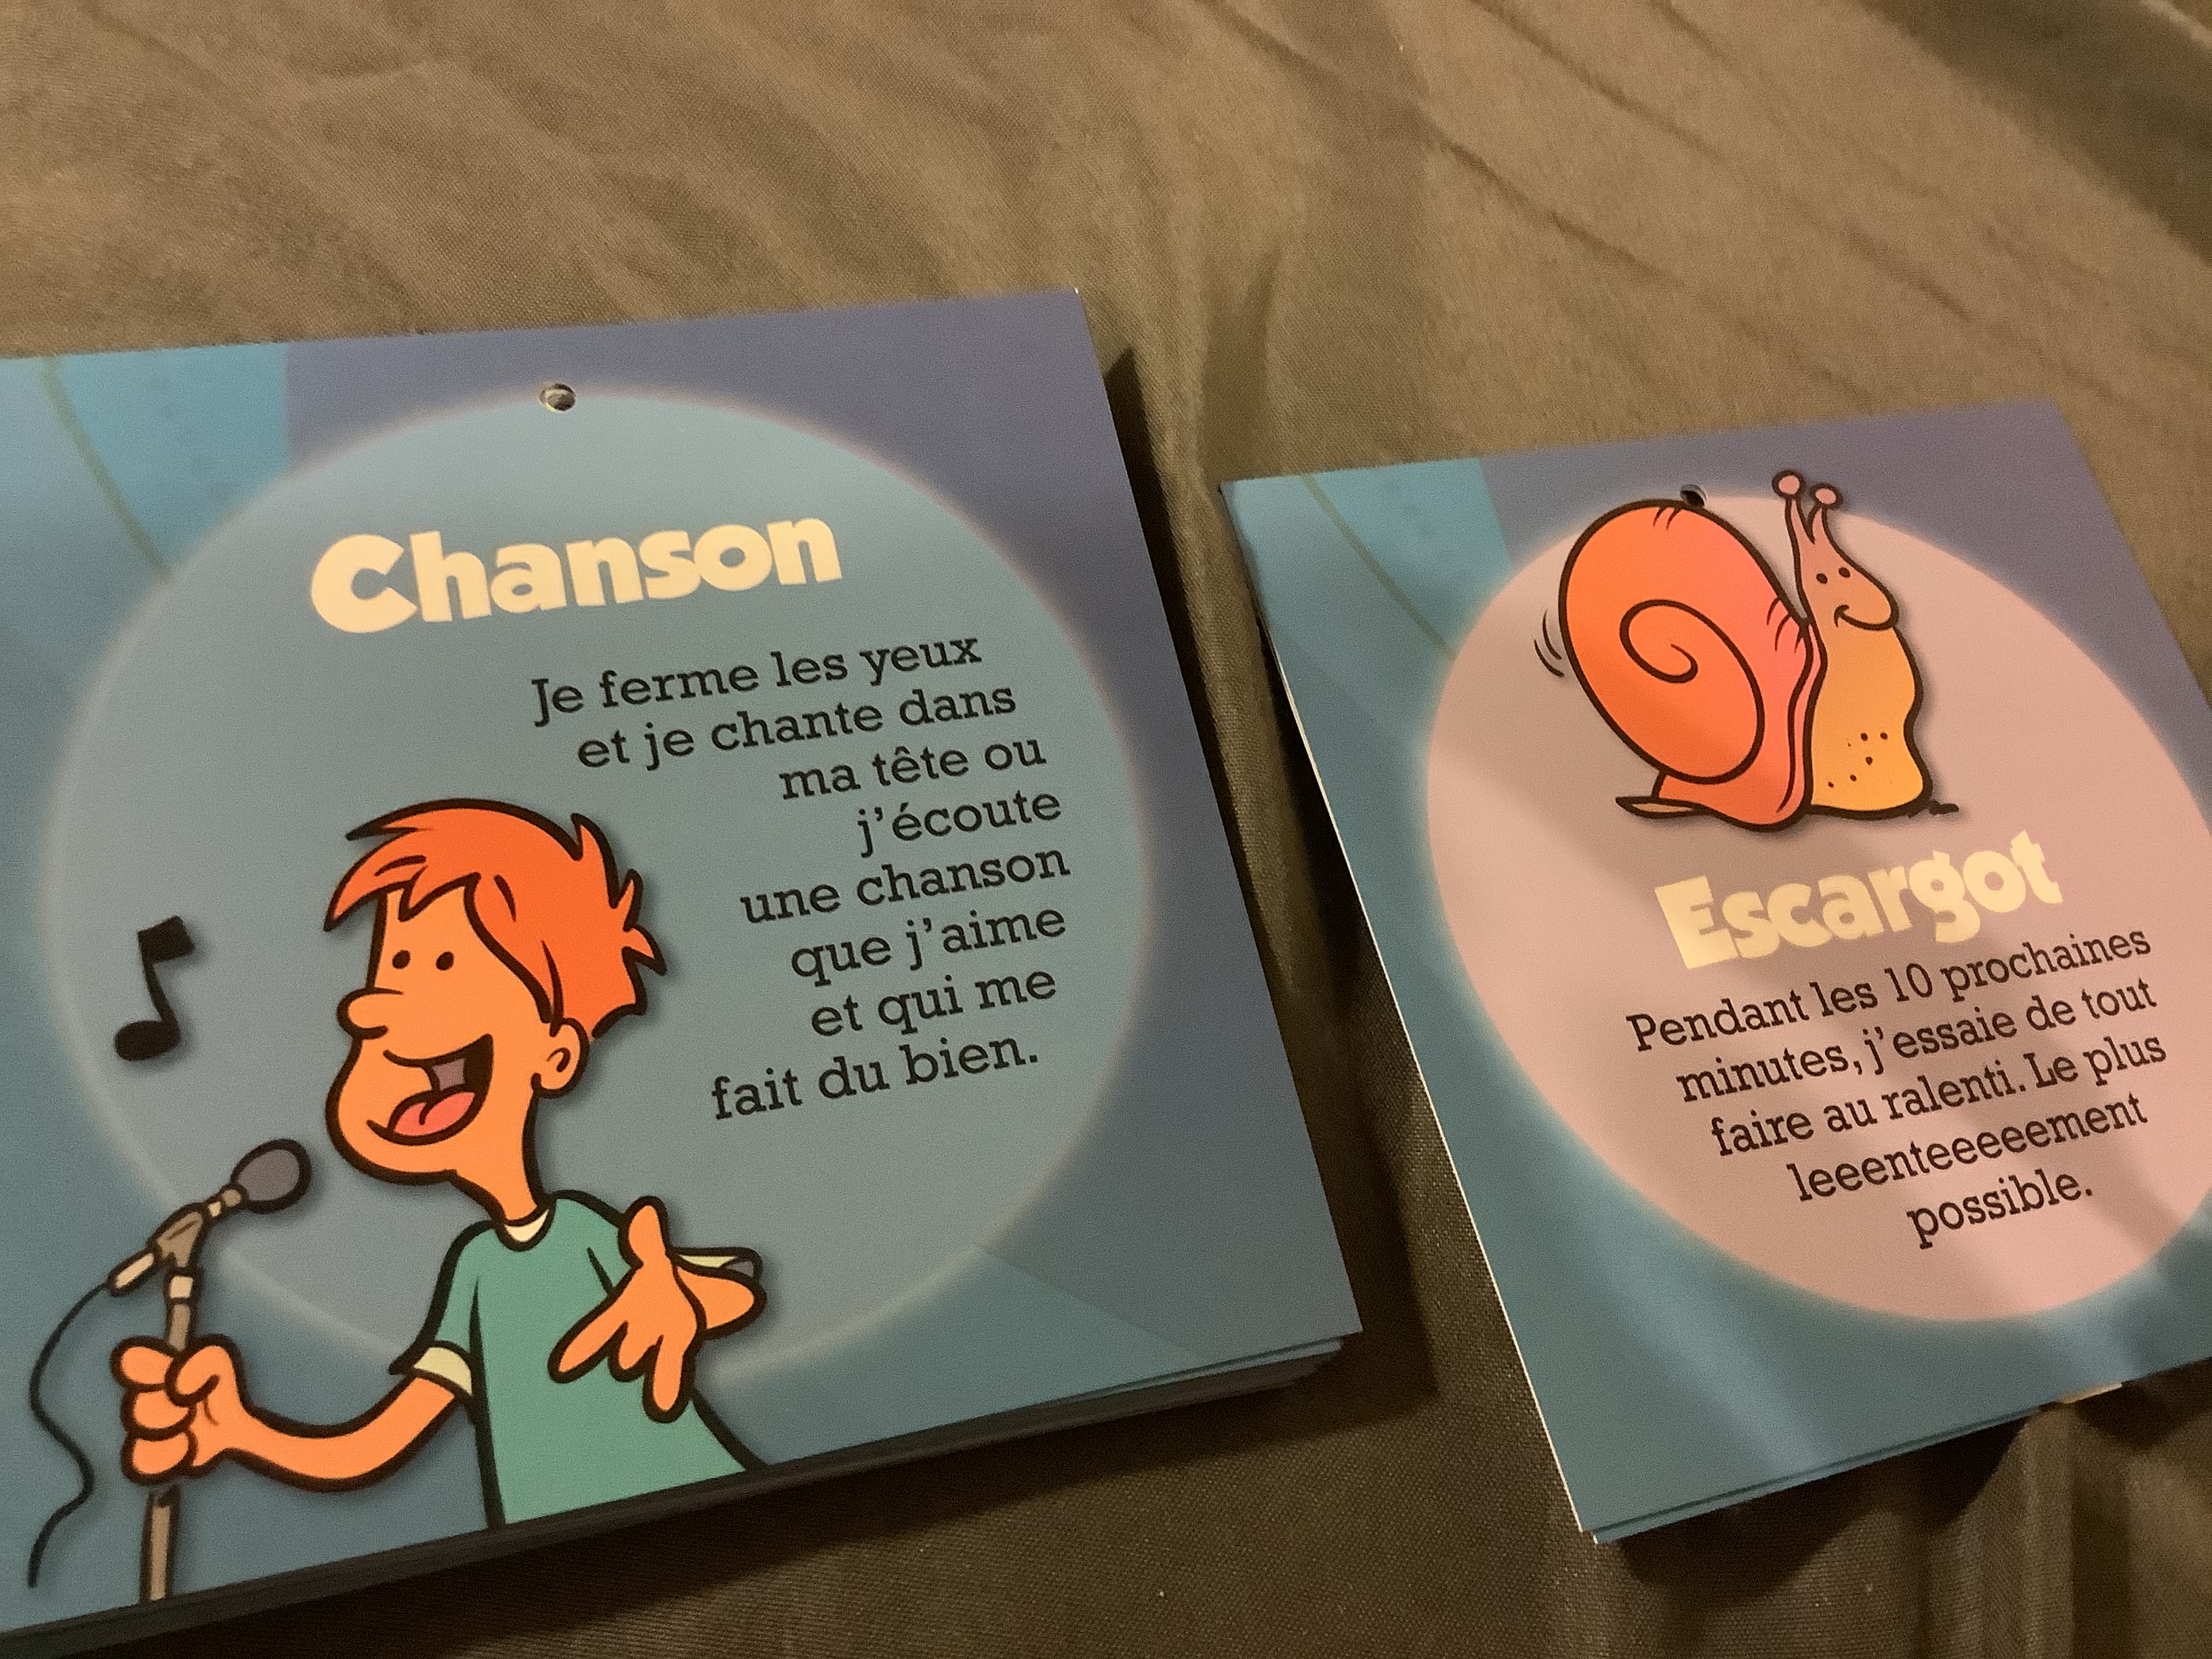 Chanson
Je ferme les yeux
et je chante dans
ma tête ou
j'écoute
une chanson
que j'aime
et qui me
fait du bien.
Escargot
Pendant les 10 prochaines
minutes, j'essaie de tout
faire au ralenti. Le plus
leeenteeeeement
possible.